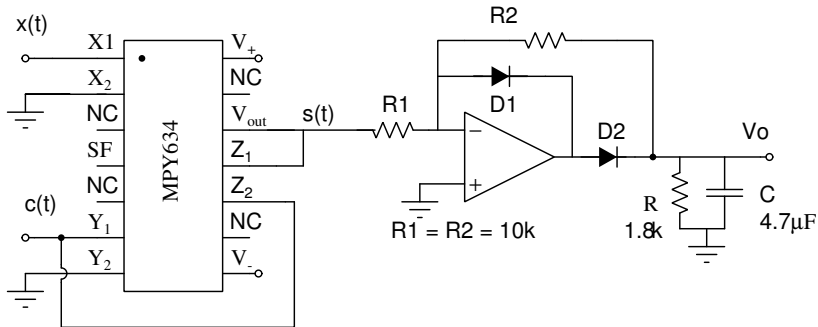 x(t)
X1
X2
NC
SF
NC
c(t)
Y1
Y2
MPY634
V+
NC
Vout
Z1
Z2
NC
V-
s(t)
R1
R2
D1
D2
−
+
R1 = R2 = 10k
Vo
R
1.8k
C
4.7µF